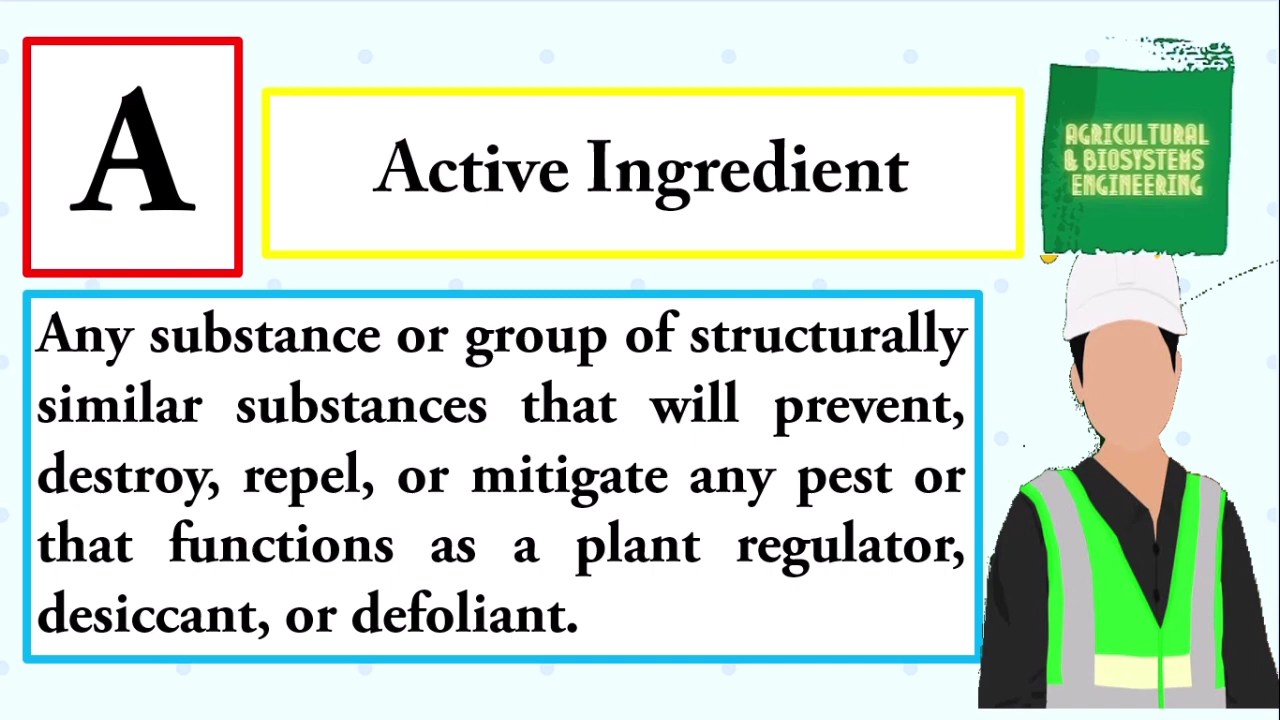 A
Active Ingredient
AGRICULTURAL
& BIOSYSTEMS
ENGINEERING
Any substance or group of structurally
similar substances that will prevent,
destroy, repel, or mitigate any pest or
that functions as a plant regulator,
desiccant, or defoliant.